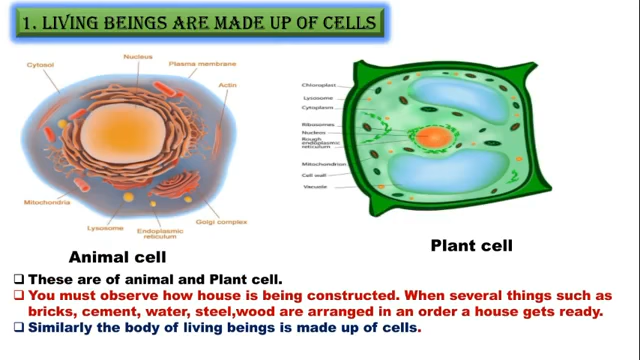 1. LIVING BEINGS ARE MADE UP OF CELLS
Nucleus
Cytosol
Plasma membrane
Actin
Mitochondria
Lysosome
Endoplasmic
reticulum
Golgi complex
Animal cell
Chloroplast
Lysosome
Cytoplasm
Ribosomes
Nucleus
Rough
endoplasmic
reticulum
Mitochondrion
Cell wall
Vacuole
Plant cell
❑ These are of animal and Plant cell.
❑ You must observe how house is being constructed. When several things such as
bricks, cement, water, steel,wood are arranged in an order a house gets ready.
❑ Similarly the body of living beings is made up of cells.